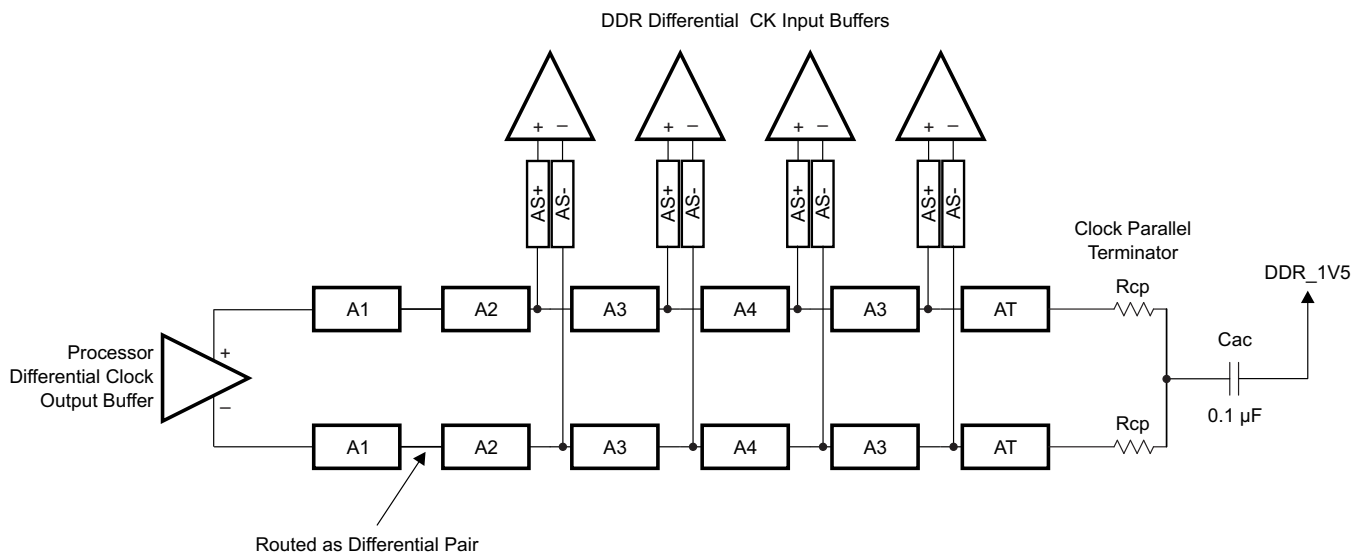 DDR Differential CK Input Buffers
+ – + – + – + –
AS+ AS- AS+ AS- AS+ AS- AS+ AS-
Clock Parallel
Terminator
DDR_1V5
A1 A2 A3 A4 A3 AT Rcp
Processor
Differential Clock
Output Buffer
+
–
Cac
0.1 µF
A1 A2 A3 A4 A3 AT Rcp
Routed as Differential Pair